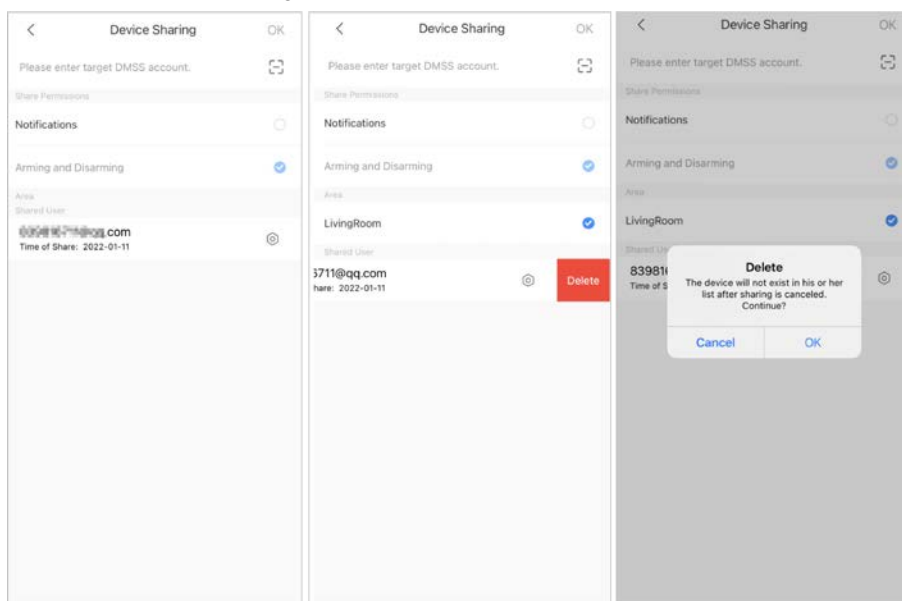 Device Sharing
OK
Please enter target DMSS account.
Share Permissions
Notifications
Arming and Disarming
Area
Shared User
.com
Time of Share: 2022-01-11
Device Sharing
OK
Please enter target DMSS account.
Share Permissions
Notifications
Arming and Disarming
Area
LivingRoom
Shared User
6711@qq.com
hare: 2022-01-11
Delete
Device Sharing
OK
Please enter target DMSS account.
Share Permissions
Notifications
Arming and Disarming
Area
LivingRoom
Shared Us
83981
Time of S
Delete
The device will not exist in his or her
list after sharing is canceled.
Continue?
Cancel
OK